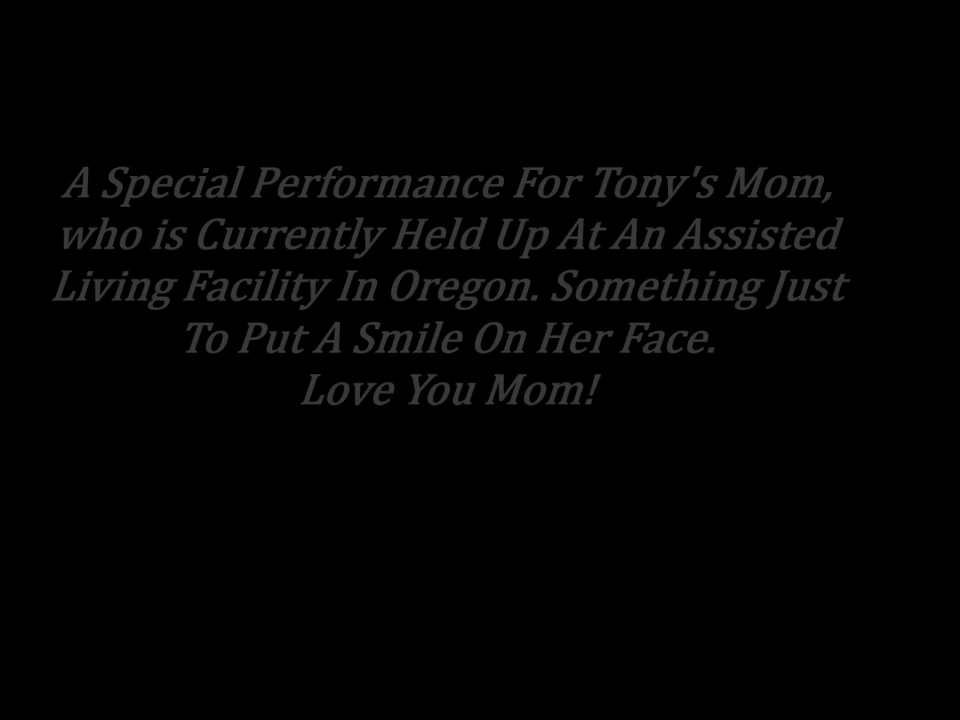 A Special Performance For Tony's Mom,
who is Currently Held Up At An Assisted
Living Facility In Oregon. Something Just
To Put A Smile On Her Face.
Love You Mom!